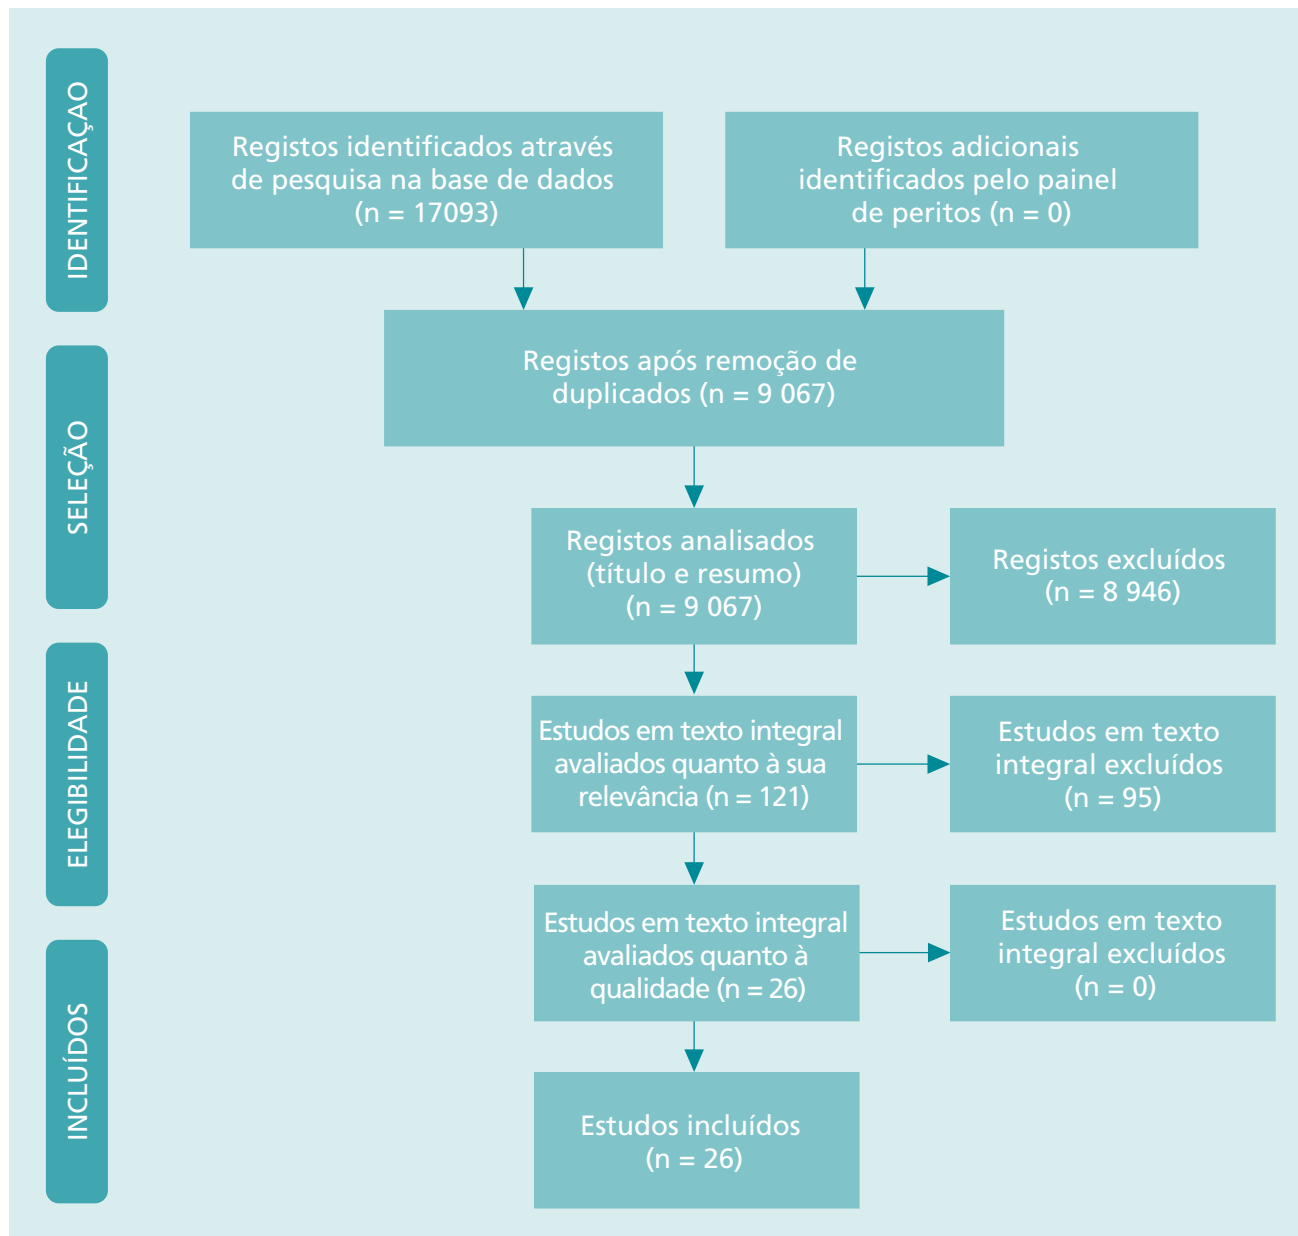 IDENTIFICAÇAO
Registos identificados através
de pesquisa na base de dados
(n = 17093)
Registos adicionais
identificados pelo painel
de peritos (n = 0)
SELEÇÃO
Registos após remoção de
duplicados (n = 9 067)
Registos analisados
(título e resumo)
(n = 9 067)
Registos excluídos
(n = 8 946)
ELEGIBILIDADE
Estudos em texto integral
avaliados quanto à sua
relevância (n = 121)
Estudos em texto
integral excluídos
(n = 95)
Estudos em texto integral
avaliados quanto à
qualidade (n = 26)
Estudos em texto
integral excluídos
(n = 0)
INCLUÍDOS
Estudos incluídos
(n = 26)